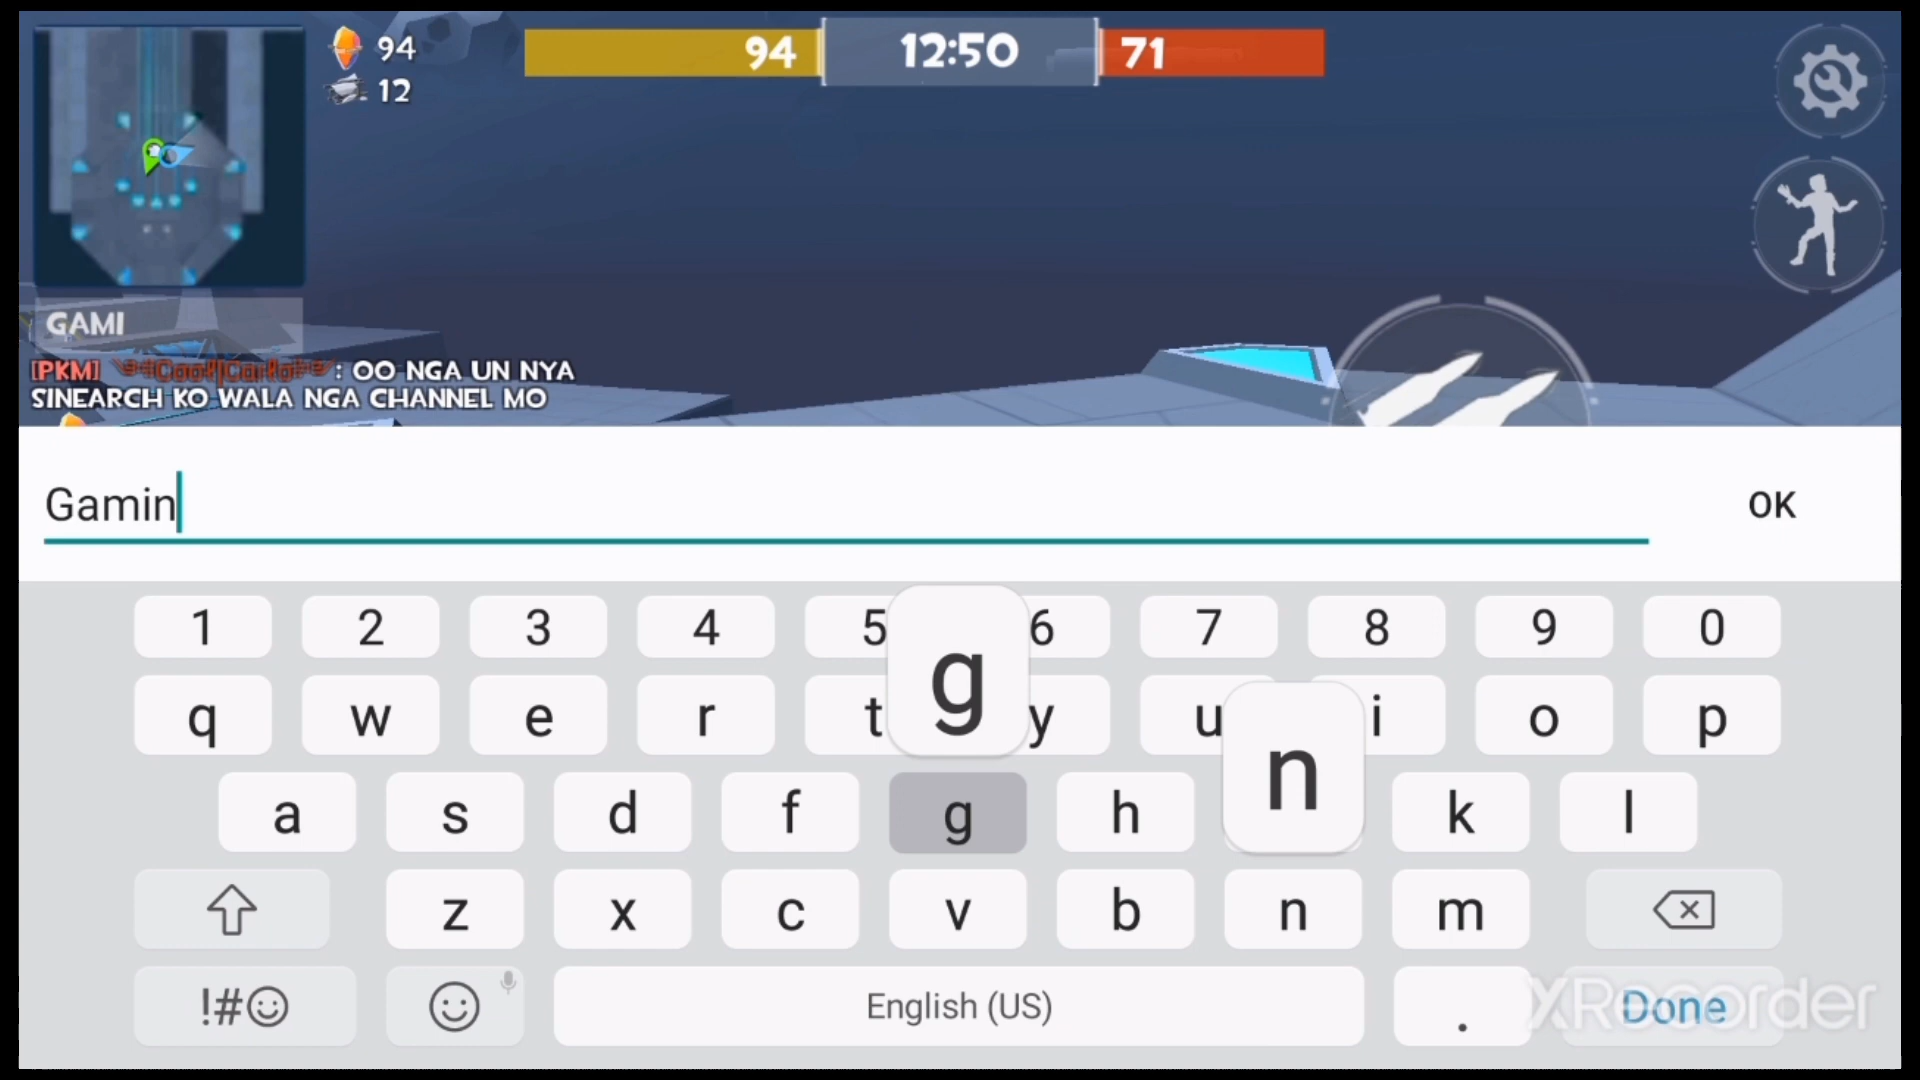 94
12
94 12:50 71
GAMI
[PKM] : OO NGA UN NYA
SINEARCH KO WALA NGA CHANNEL MO
Gamin
OK
1 2 3 4 5 6 7 8 9 0
g
q w e r t y u i o p
n
a s d f g h k l
z x c v b n m
!#
English (US)
.
Done
XRecorder